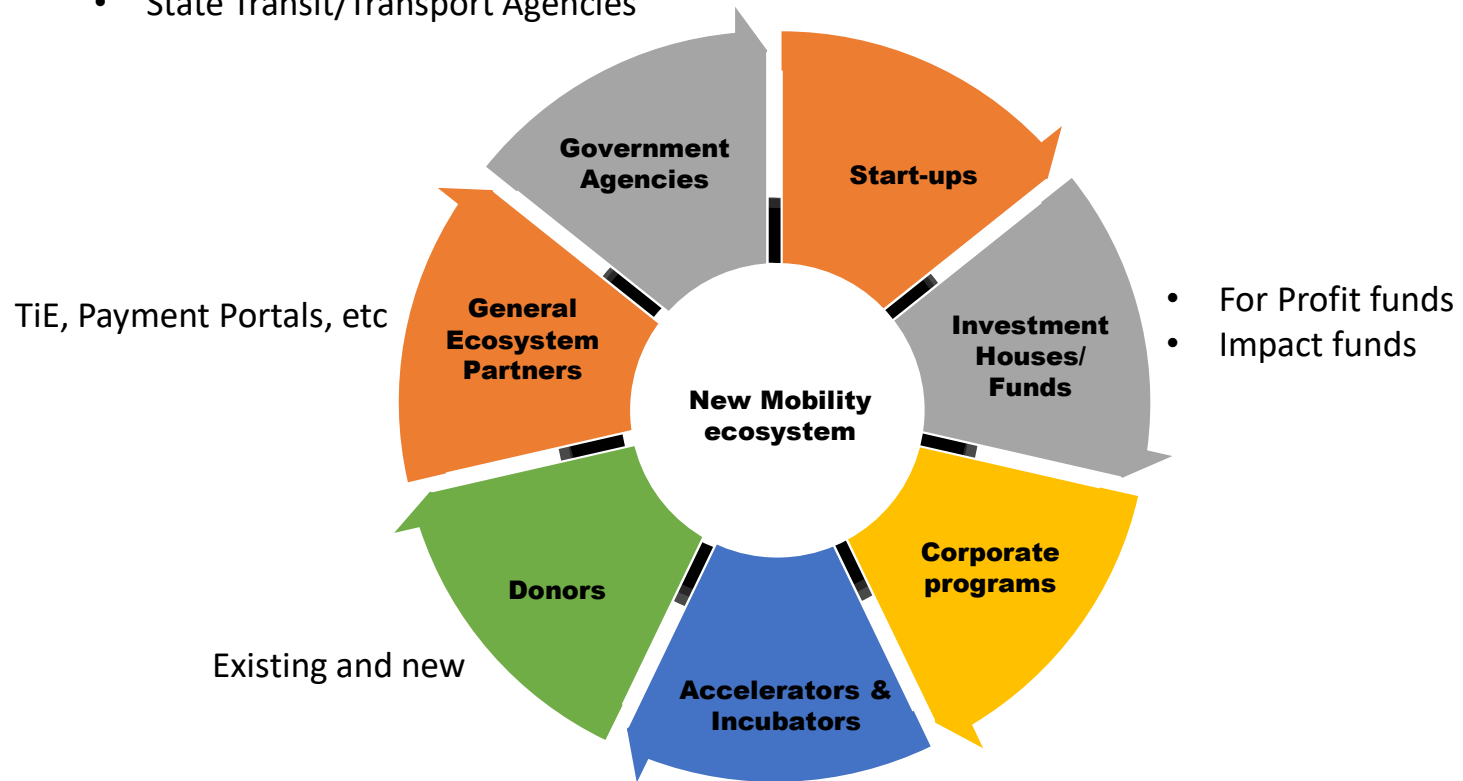 • State Transit/Transport Agencies
Government
Agencies
Start-ups
TiE, Payment Portals, etc
General
Ecosystem
Partners
Investment
Houses/
Funds
• For Profit funds
• Impact funds
New Mobility
ecosystem
Corporate
programs
Donors
Existing and new
Accelerators &
Incubators